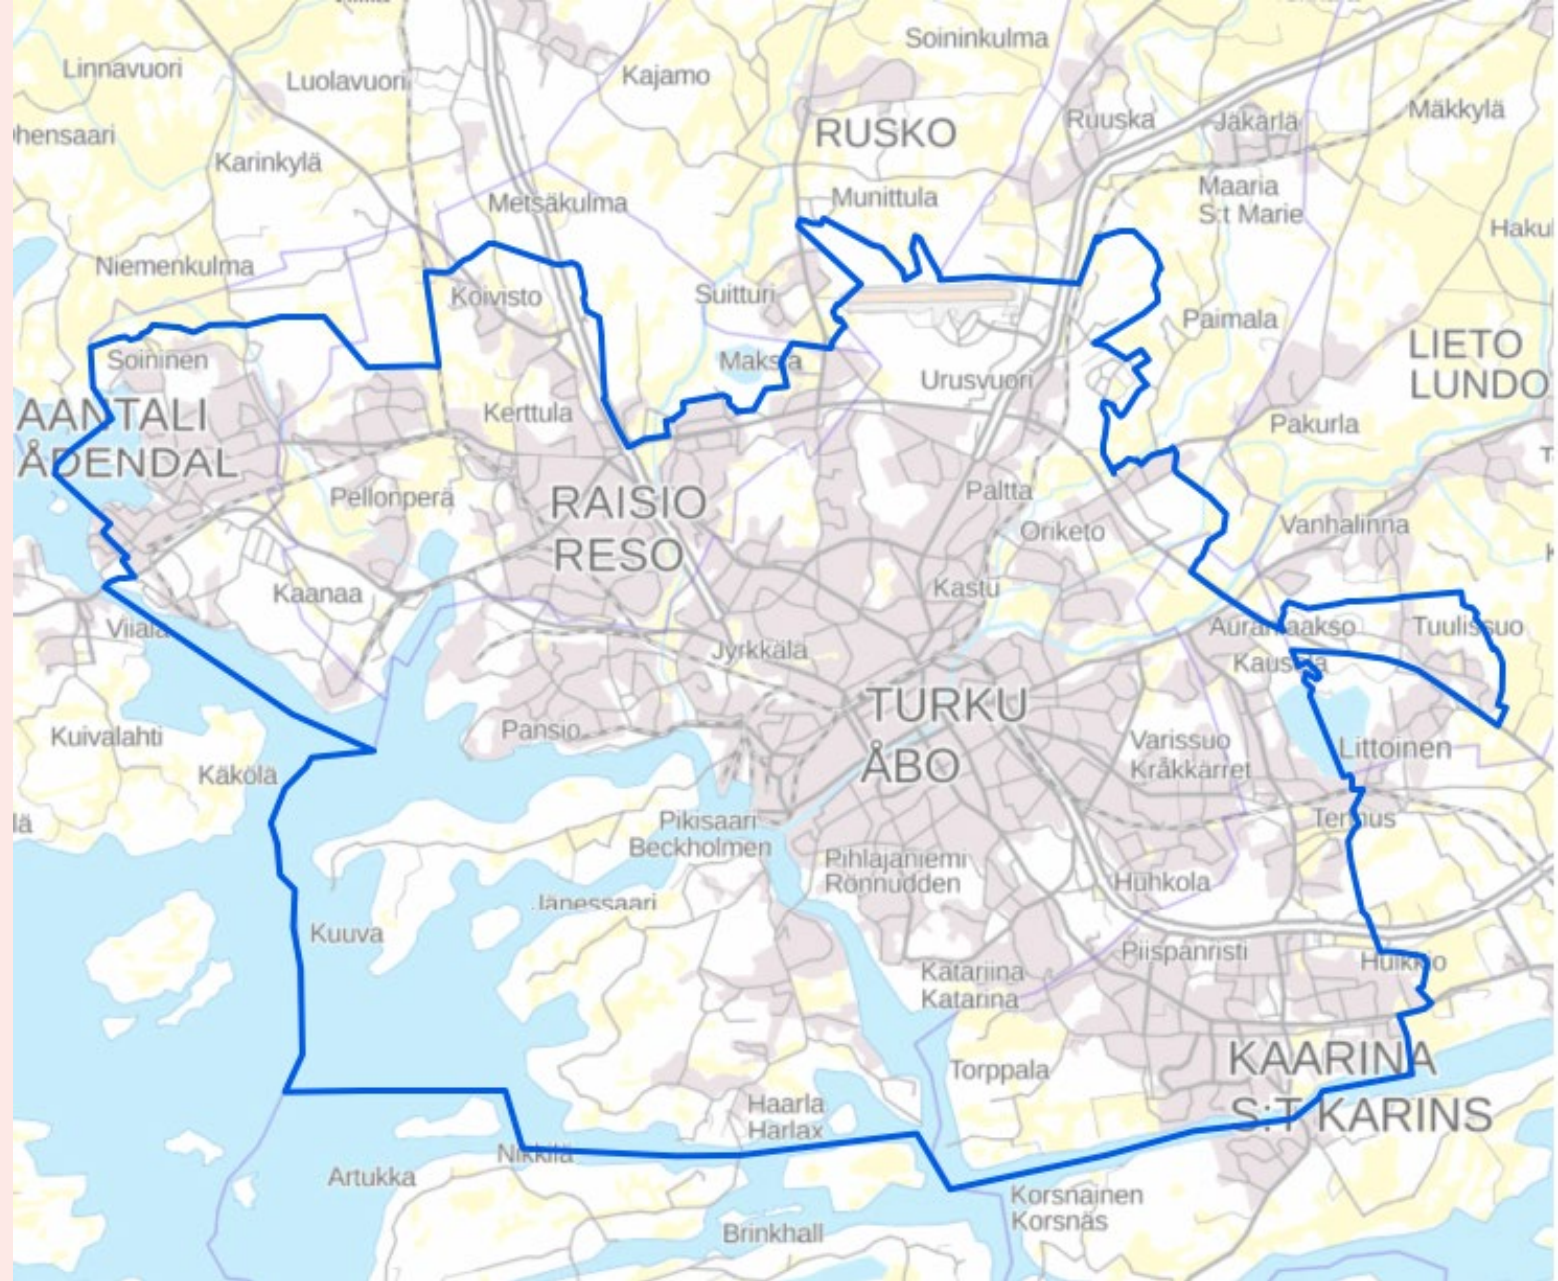 Soininkulma
Linnavuori
Luolavuori
Kajamo
Mäkkylä
Ruuska
Jäkärlä
hensaari
RUSKO
Karinkylä
Munittula
Maaria
S:t Marie
Metsäkulma
Niemenkulma
Koivisto
Suitturi
Paimala
Soininen
Urusvuori
LIETO
LUNDO
AANTALI
ÅDENDAL
Kerttula
Pakurla
Pellonperä
RAISIO
RESO
Paltta
Oriketo
Vanhalinna
Kaanaa
Kastu
Viiala
Tuulissuo
Jyrkkälä
Kuivalahti
Pansio
TURKU
ÅBO
Varissuo
Kråkkärret
Littoinen
Käkölä
lä
Pikisaari
Beckholmen
Pihlajaniemi
Rönnudden
Huhkola
Jänessaari
Kuuva
Piispanristi
Katariina
Katarina
Torppala
KAARINA
S:T KARINS
Haarla
Harlax
Nikkilä
Artukka
Korsnainen
Korsnäs
Brinkhall